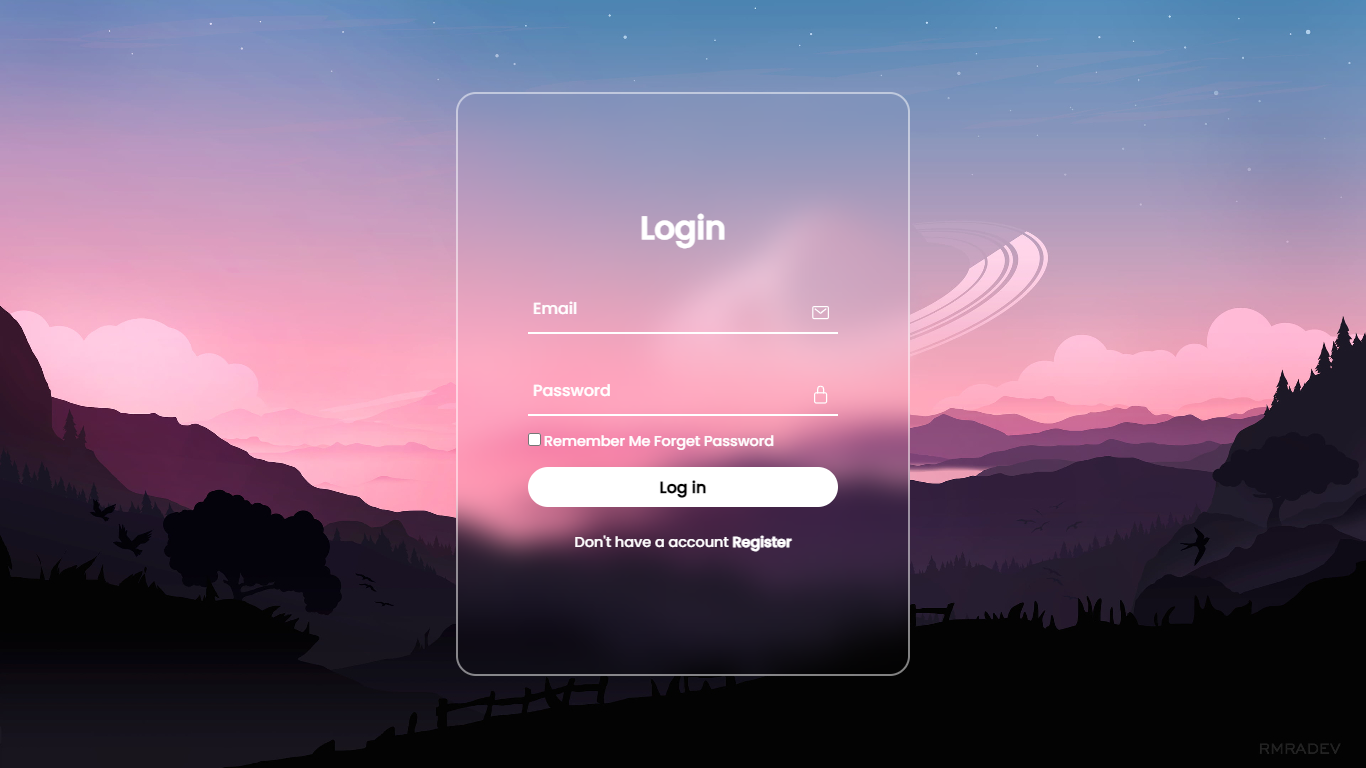 Login
Email
Password
Remember Me Forget Password
Log in
Don't have a account Register
RMRADEV